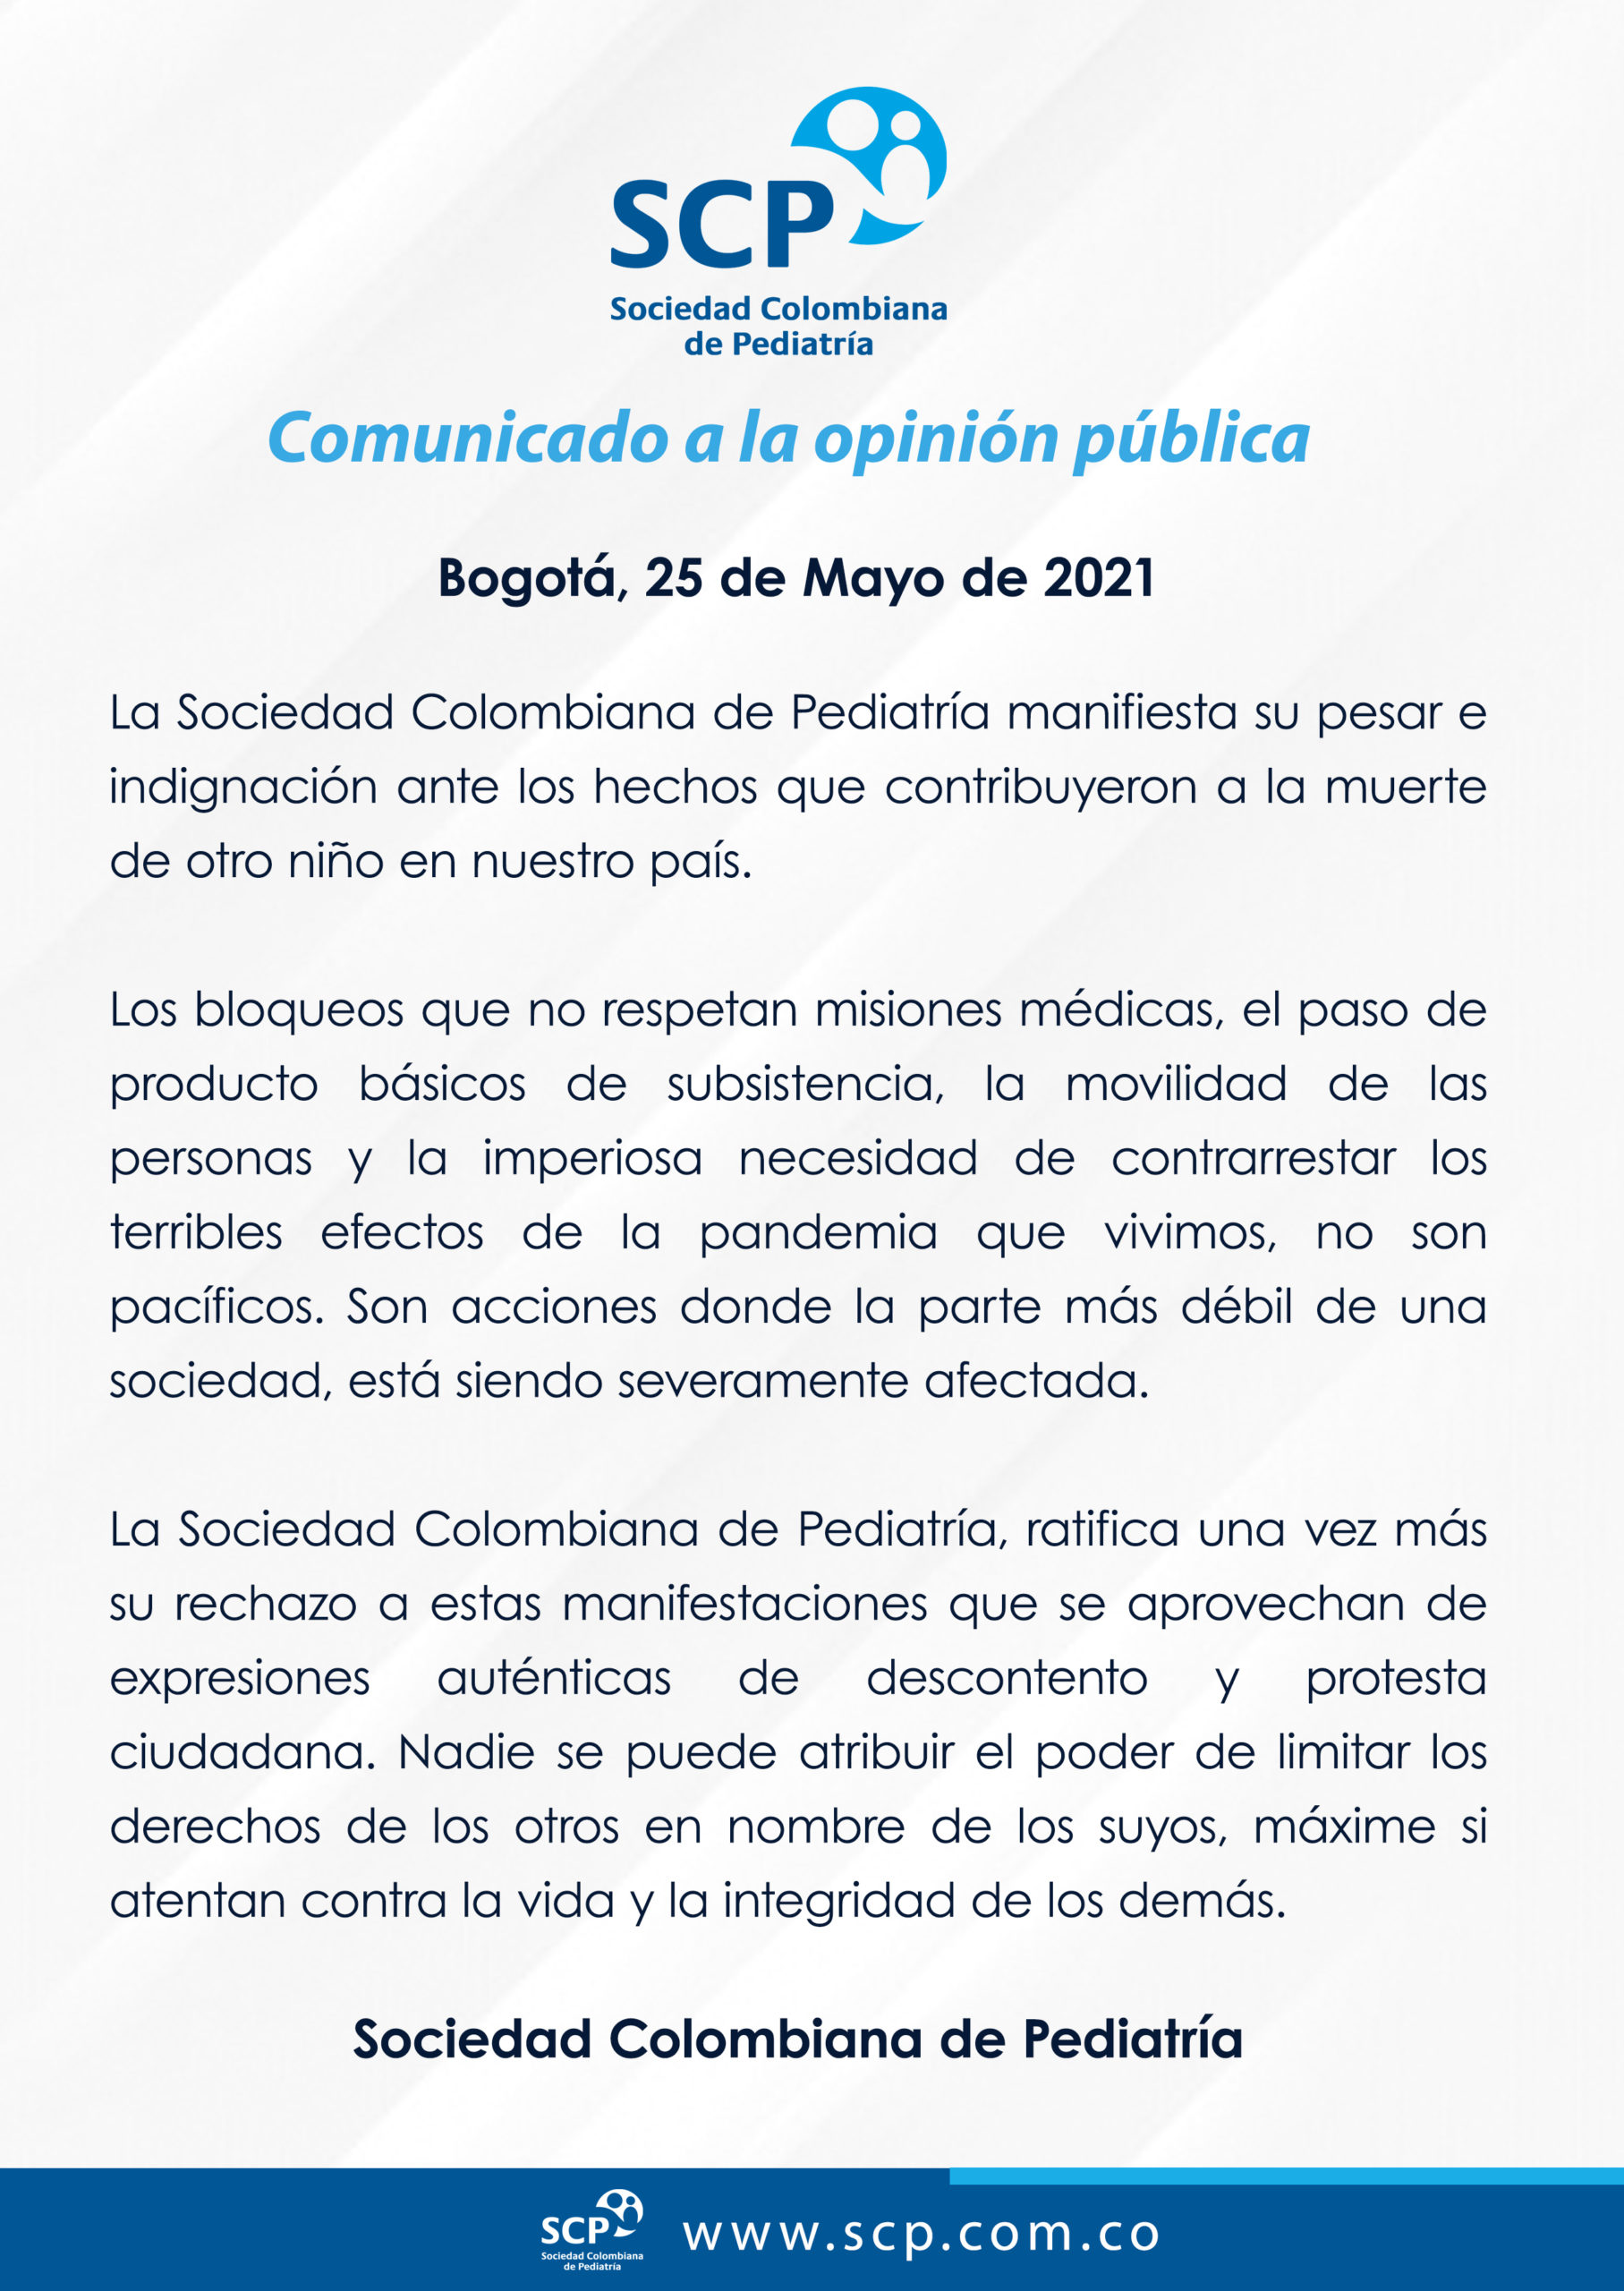 SCP
Sociedad Colombiana
de Pediatría
Comunicado a la opinión pública
Bogotá, 25 de Mayo de 2021
La Sociedad Colombiana de Pediatría manifiesta su pesar e
indignación ante los hechos que contribuyeron a la muerte
de otro niño en nuestro país.
Los bloqueos que no respetan misiones médicas, el paso de
producto básicos de subsistencia, la movilidad de las
personas y la imperiosa necesidad de contrarrestar los
terribles efectos de la pandemia que vivimos, no son
pacíficos. Son acciones donde la parte más débil de una
sociedad, está siendo severamente afectada.
La Sociedad Colombiana de Pediatría, ratifica una vez más
su rechazo a estas manifestaciones que se aprovechan de
expresiones auténticas de descontento y protesta
ciudadana. Nadie se puede atribuir el poder de limitar los
derechos de los otros en nombre de los suyos, máxime si
atentan contra la vida y la integridad de los demás.
Sociedad Colombiana de Pediatría
SCP
Sociedad Colombiana
de Pediatría
www.scp.com.co